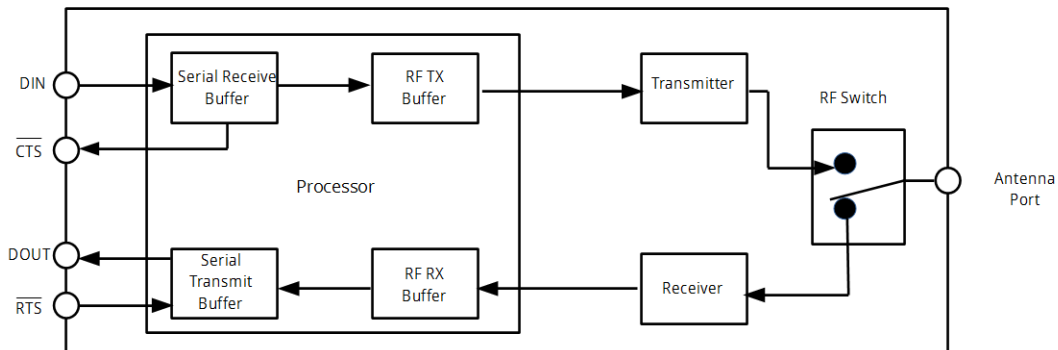 DIN
Serial Receive
Buffer
RF TX
Buffer
Transmitter
RF Switch
CTS
Processor
Antenna
Port
DOUT
Serial
Transmit
Buffer
RF RX
Buffer
Receiver
RTS